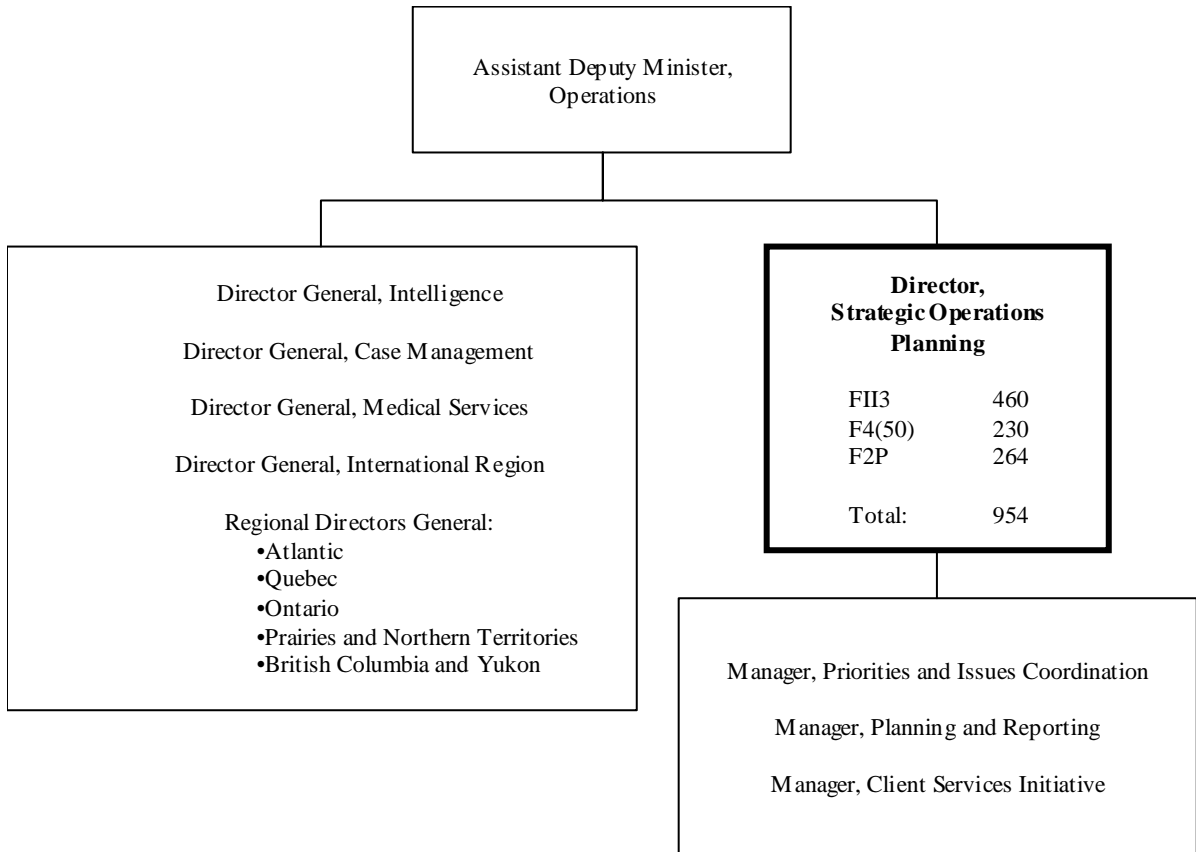 Assistant Deputy Minister,
Operations
Director General, Intelligence
Director General, Case Management
Director General, Medical Services
Director General, International Region
Regional Directors General:
•Atlantic
•Quebec
•Ontario
•Prairies and Northern Territories
•British Columbia and Yukon
Director,
Strategic Operations
Planning
FII3 460
F4(50) 230
F2P 264
Total: 954
Manager, Priorities and Issues Coordination
Manager, Planning and Reporting
Manager, Client Services Initiative